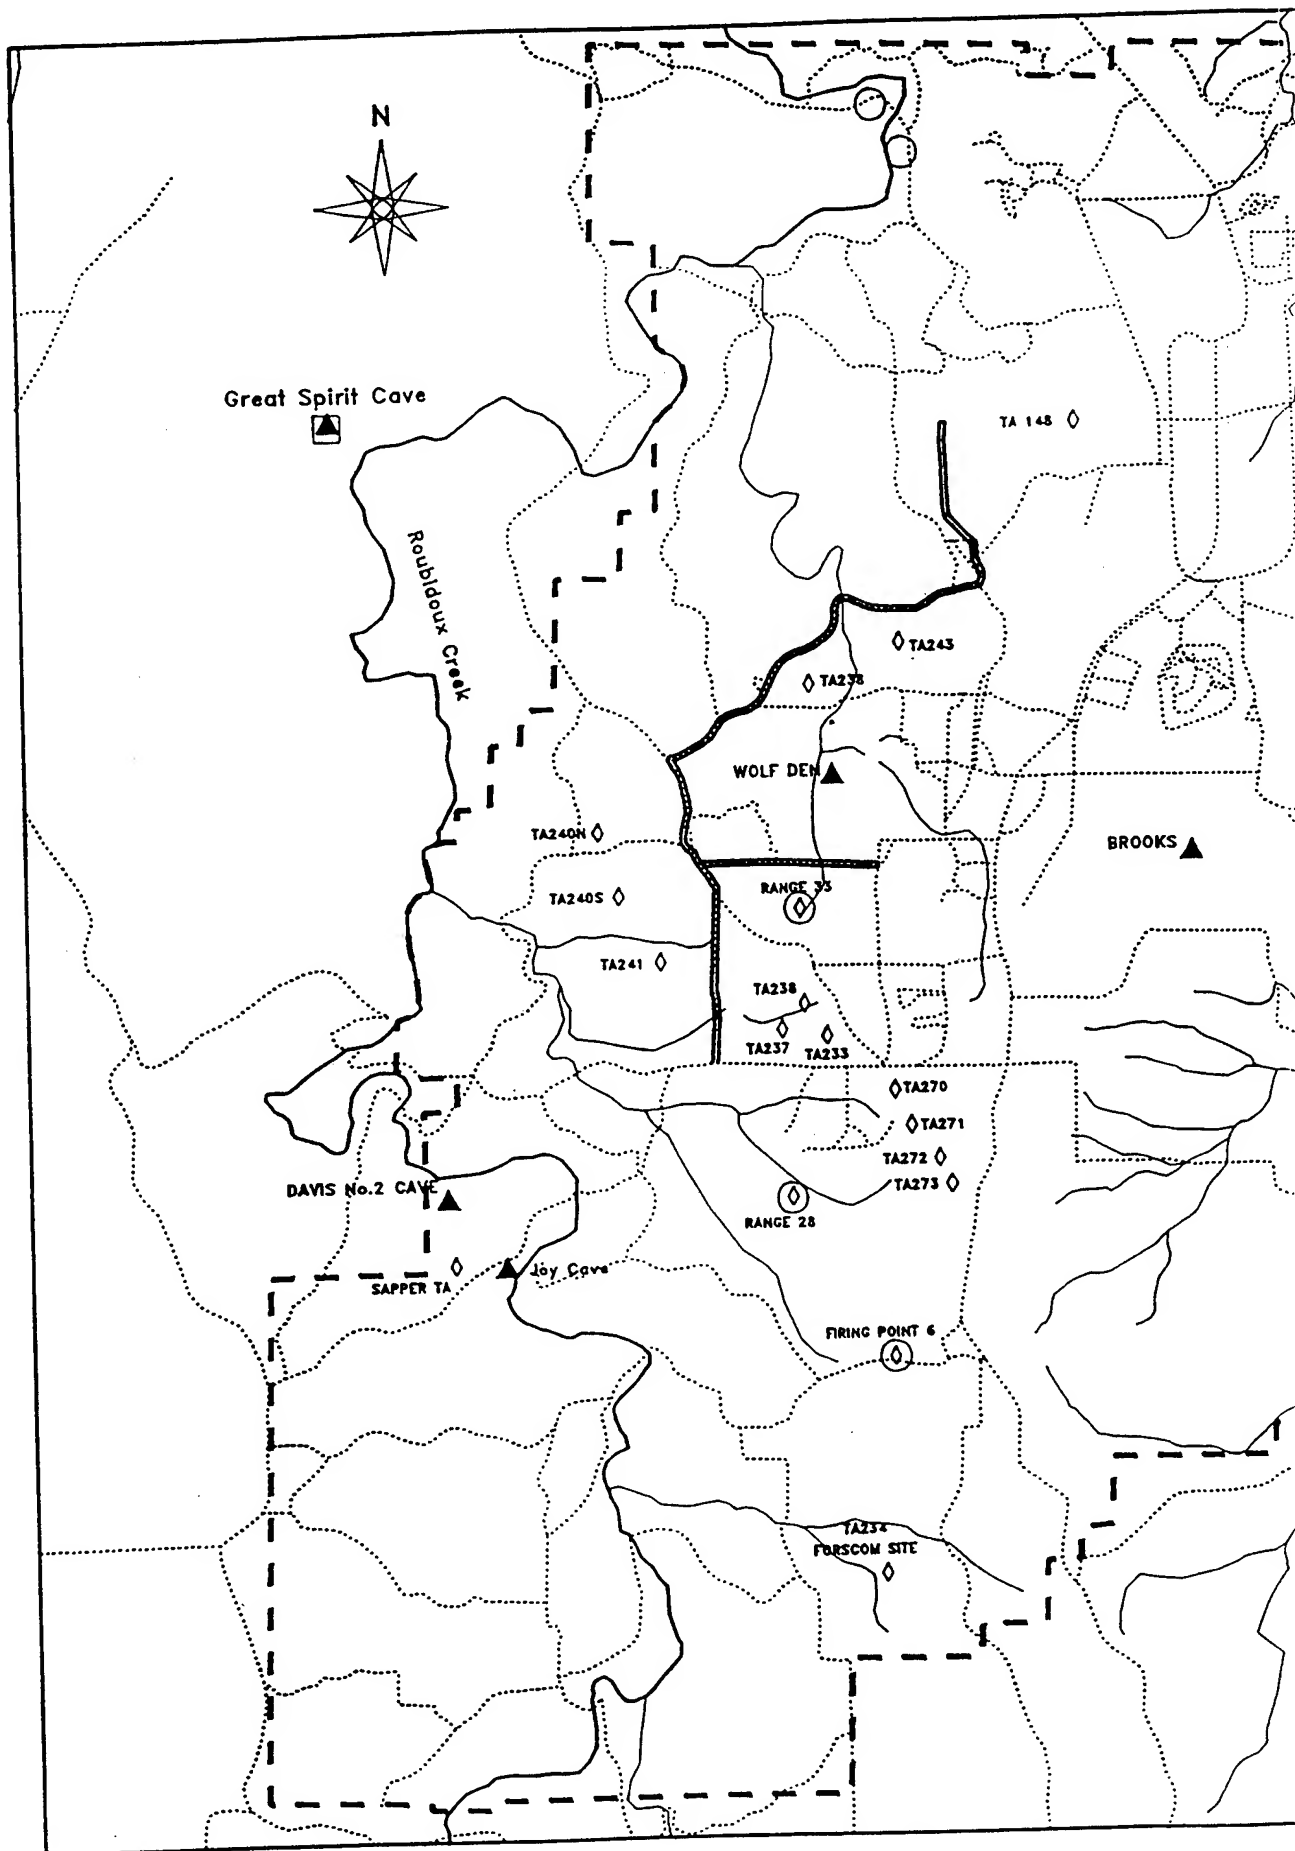 N
Great Spirit Cave
TA 148
Roubidoux Creek
TA243
TA238
WOLF DEN
TA240N
BROOKS
RANGE 33
TA240S
TA241
TA238
TA237
TA233
TA270
TA271
TA272
TA273
DAVIS No.2 CAVE
RANGE 28
Joy Cave
SAPPER TA
FIRING POINT 6
TA234
FORSCOM SITE